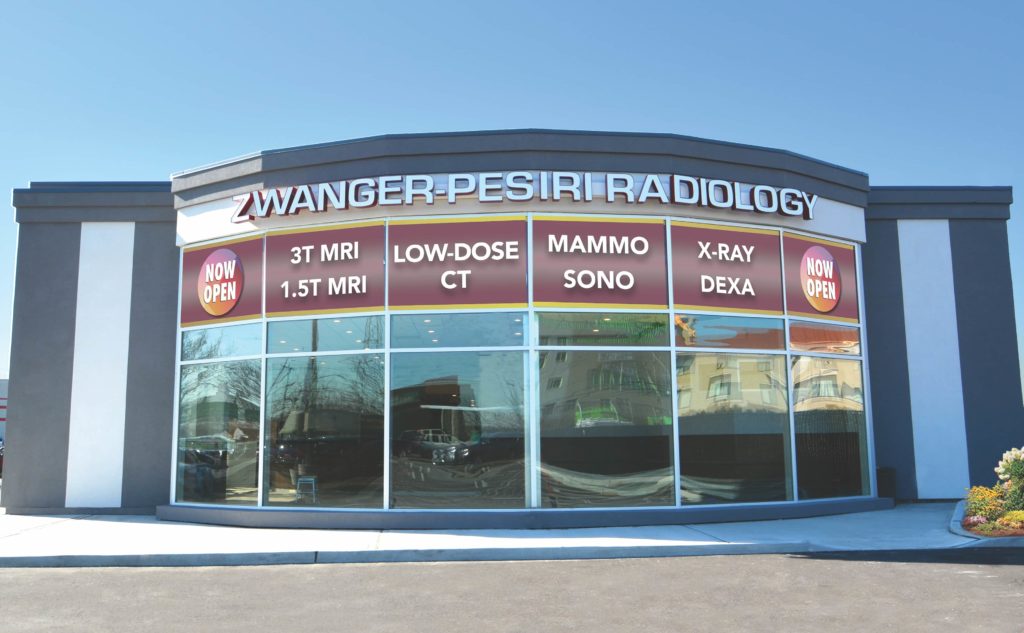 ZWANGER-PESIRI RADIOLOGY
NOW
OPEN
3T MRI
1.5T MRI
LOW-DOSE
CT
MAMMO
SONO
X-RAY
DEXA
NOW
OPEN